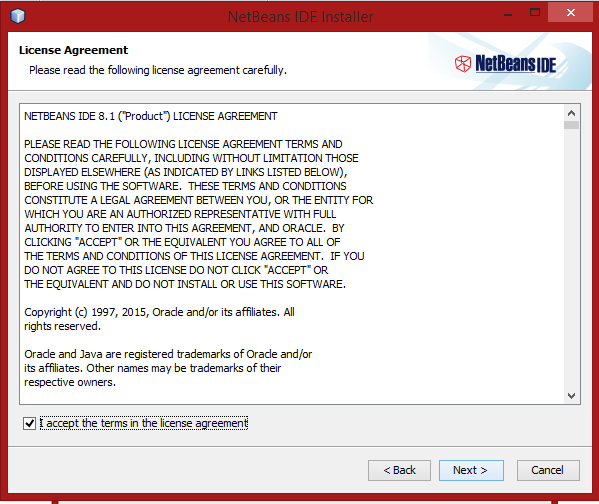 NetBeans IDE Installer
License Agreement
Please read the following license agreement carefully.
NetBeans IDE
NETBEANS IDE 8.1 ("Product") LICENSE AGREEMENT
PLEASE READ THE FOLLOWING LICENSE AGREEMENT TERMS AND
CONDITIONS CAREFULLY, INCLUDING WITHOUT LIMITATION THOSE
DISPLAYED ELSEWHERE (AS INDICATED BY LINKS LISTED BELOW),
BEFORE USING THE SOFTWARE.  THESE TERMS AND CONDITIONS
CONSTITUTE A LEGAL AGREEMENT BETWEEN YOU, OR THE ENTITY FOR
WHICH YOU ARE AN AUTHORIZED REPRESENTATIVE WITH FULL
AUTHORITY TO ENTER INTO THIS AGREEMENT, AND ORACLE.  BY
CLICKING "ACCEPT" OR THE EQUIVALENT YOU AGREE TO ALL OF
THE TERMS AND CONDITIONS OF THIS LICENSE AGREEMENT.  IF YOU
DO NOT AGREE TO THIS LICENSE DO NOT CLICK "ACCEPT" OR
THE EQUIVALENT AND DO NOT INSTALL OR USE THIS SOFTWARE.
Copyright (c) 1997, 2015, Oracle and/or its affiliates. All
rights reserved.
Oracle and Java are registered trademarks of Oracle and/or
its affiliates. Other names may be trademarks of their
respective owners.
I accept the terms in the license agreement
< Back
Next >
Cancel